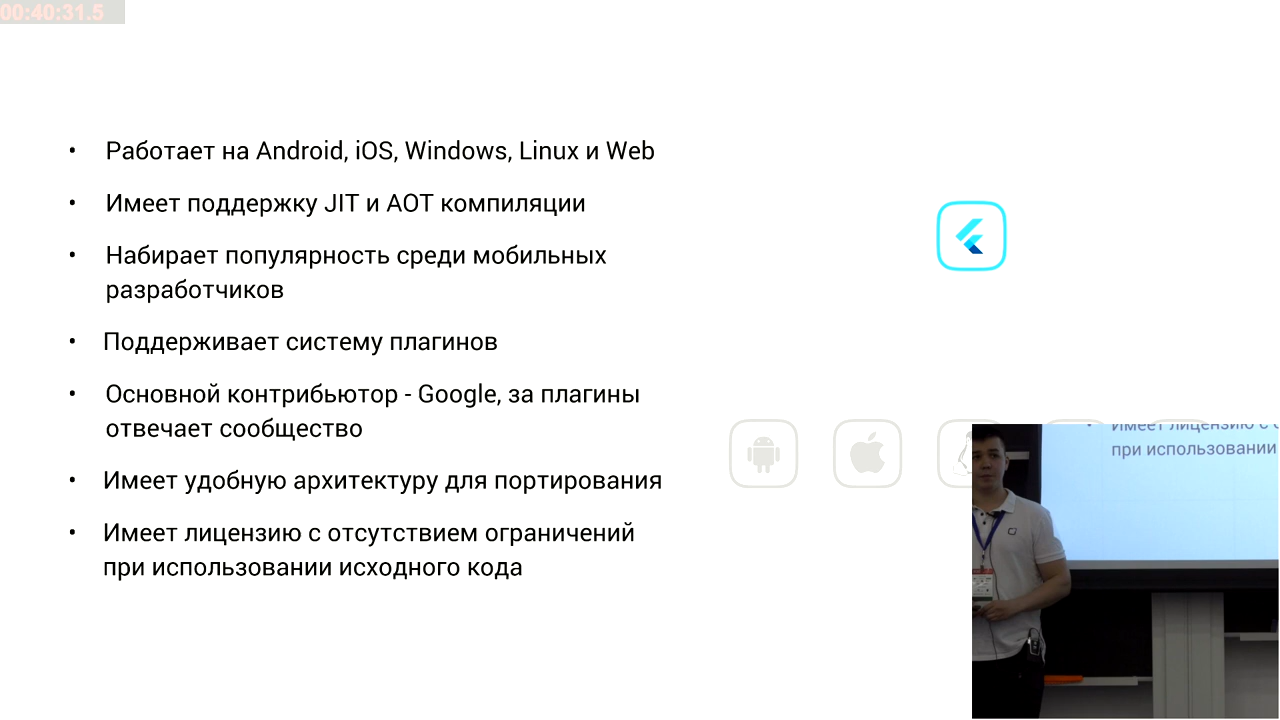 00:40:31.5
• Работает на Android, iOS, Windows, Linux и Web
• Имеет поддержку JIT и AOT компиляции
• Набирает популярность среди мобильных
разработчиков
• Поддерживает систему плагинов
• Основной контрибьютор - Google, за плагины
отвечает сообщество
• Имеет удобную архитектуру для портирования
• Имеет лицензию с отсутствием ограничений
при использовании исходного кода
• Имеет лицензию с
при использовании